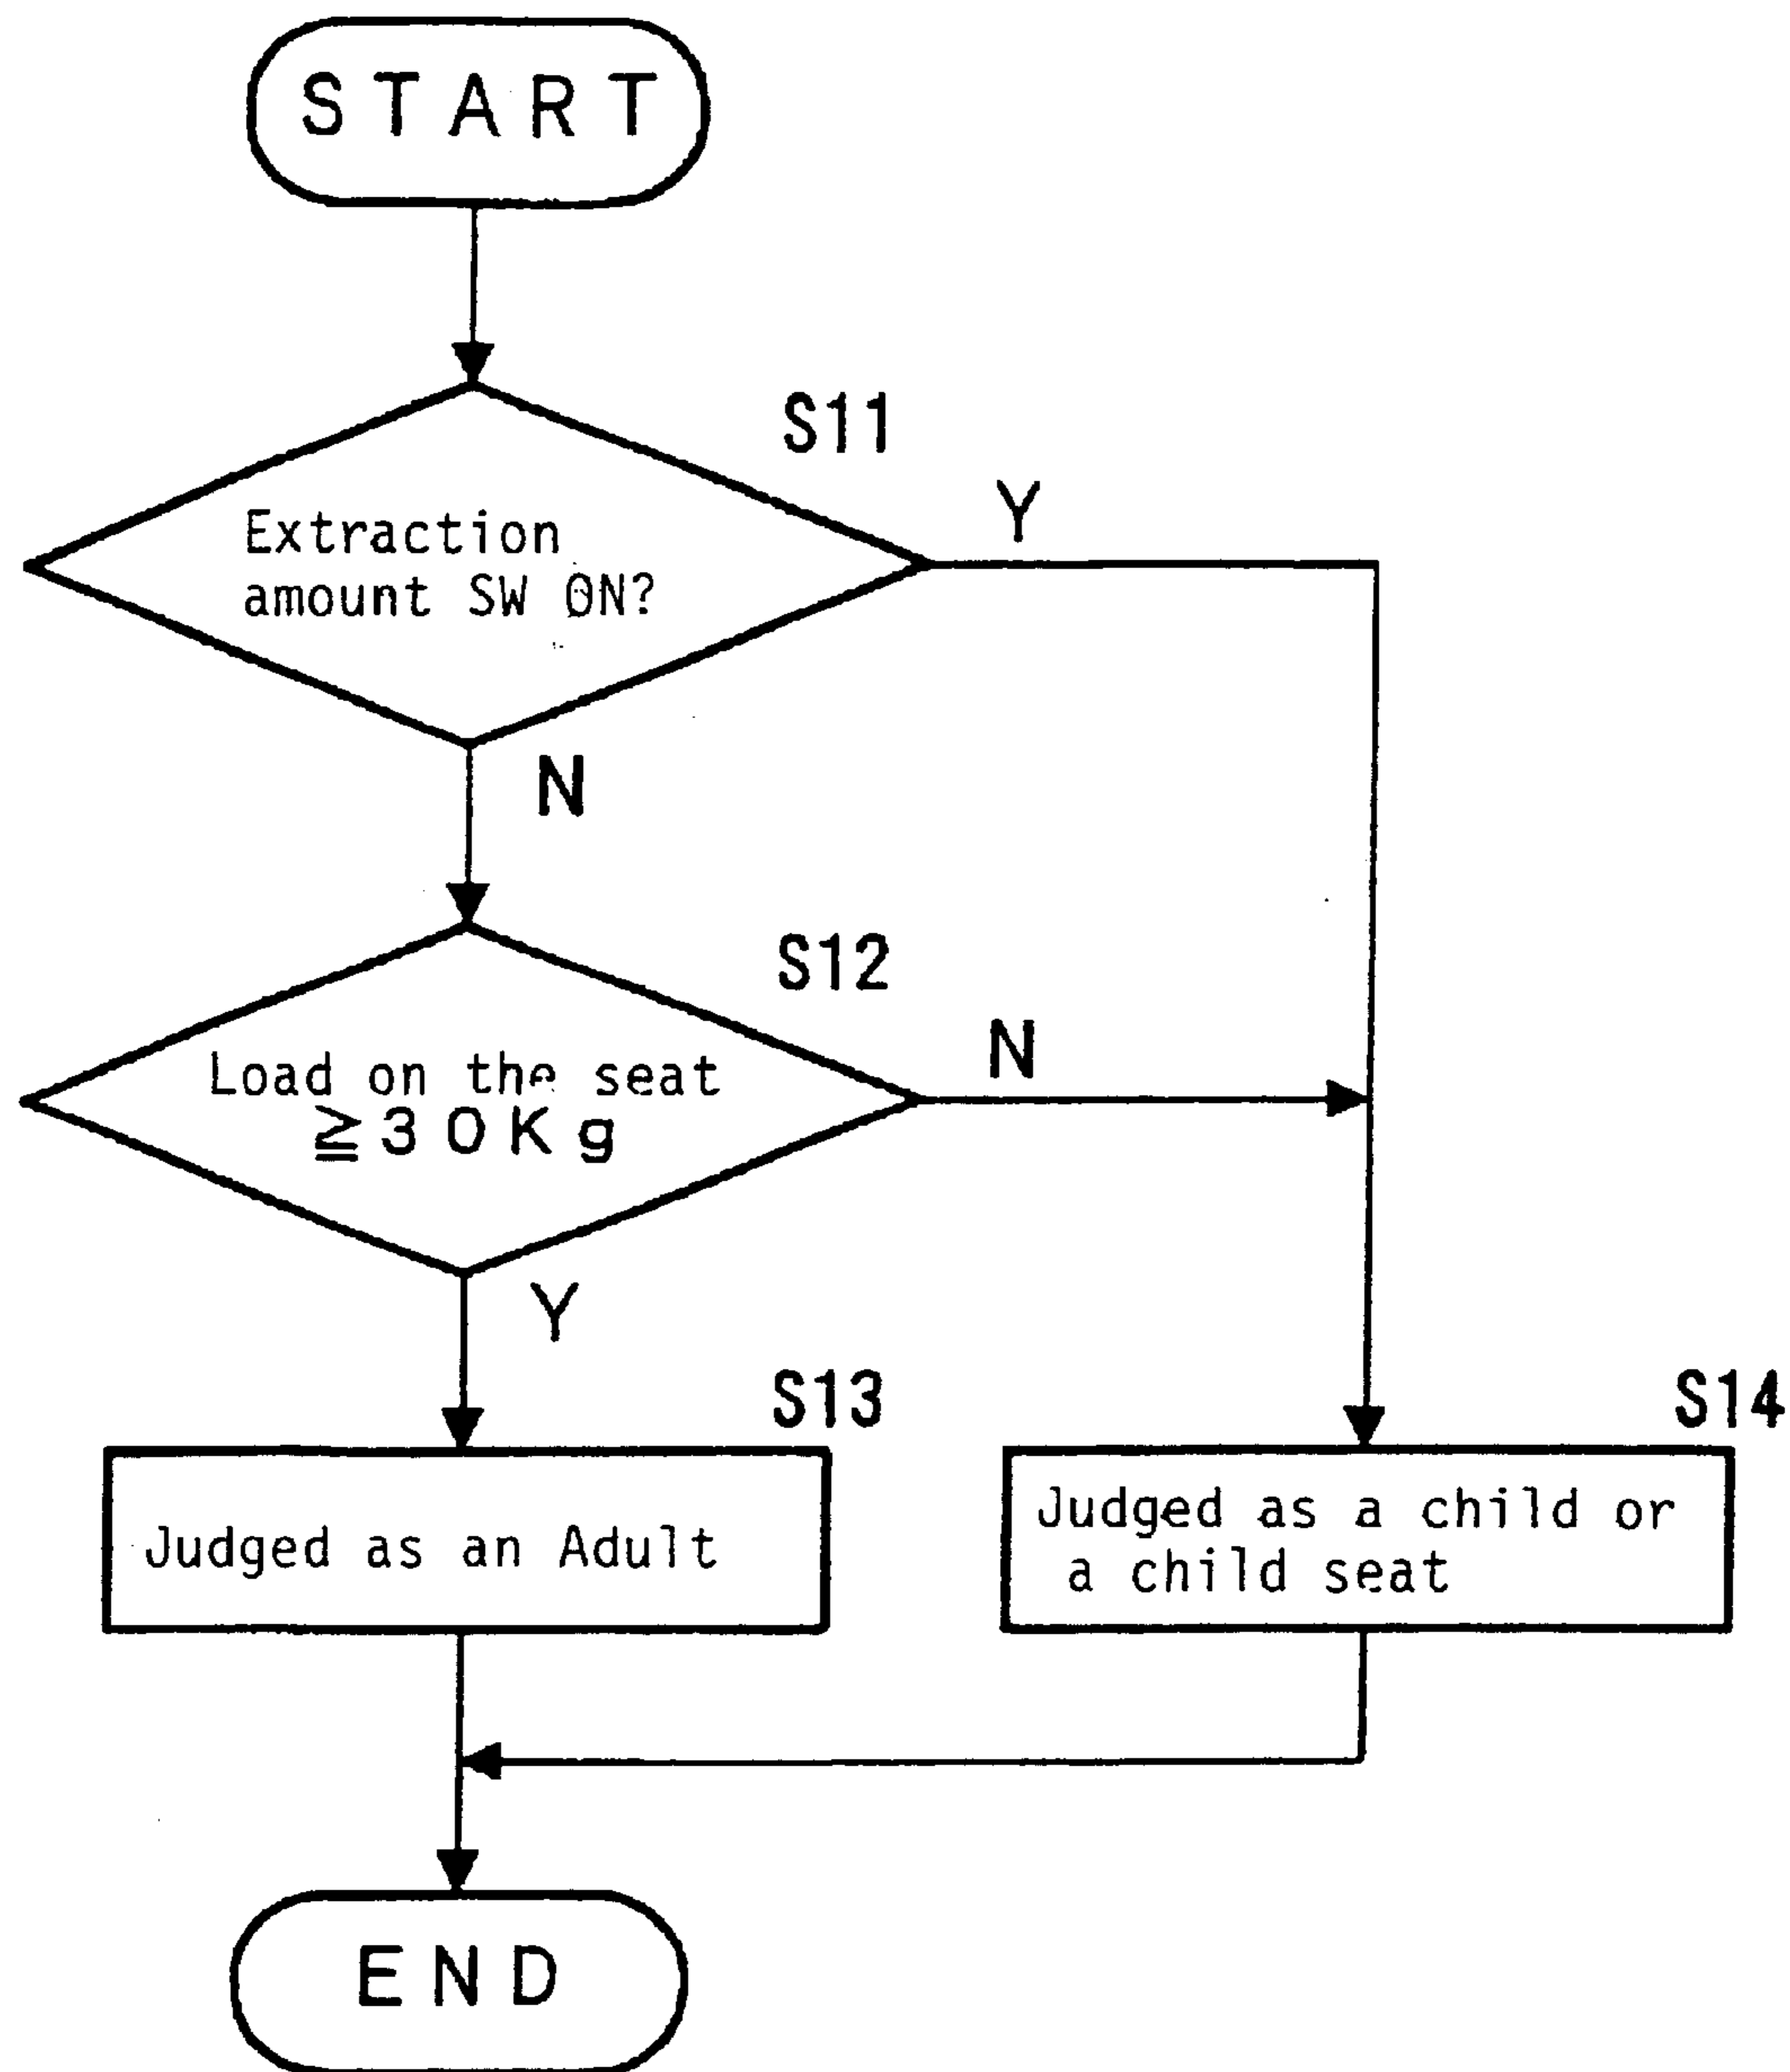 START
S11
Extraction
amount SW ON?
Y
N
S12
Load on the seat
≧30Kg
N
Y
S13
Judged as an Adult
S14
Judged as a child or
a child seat
END